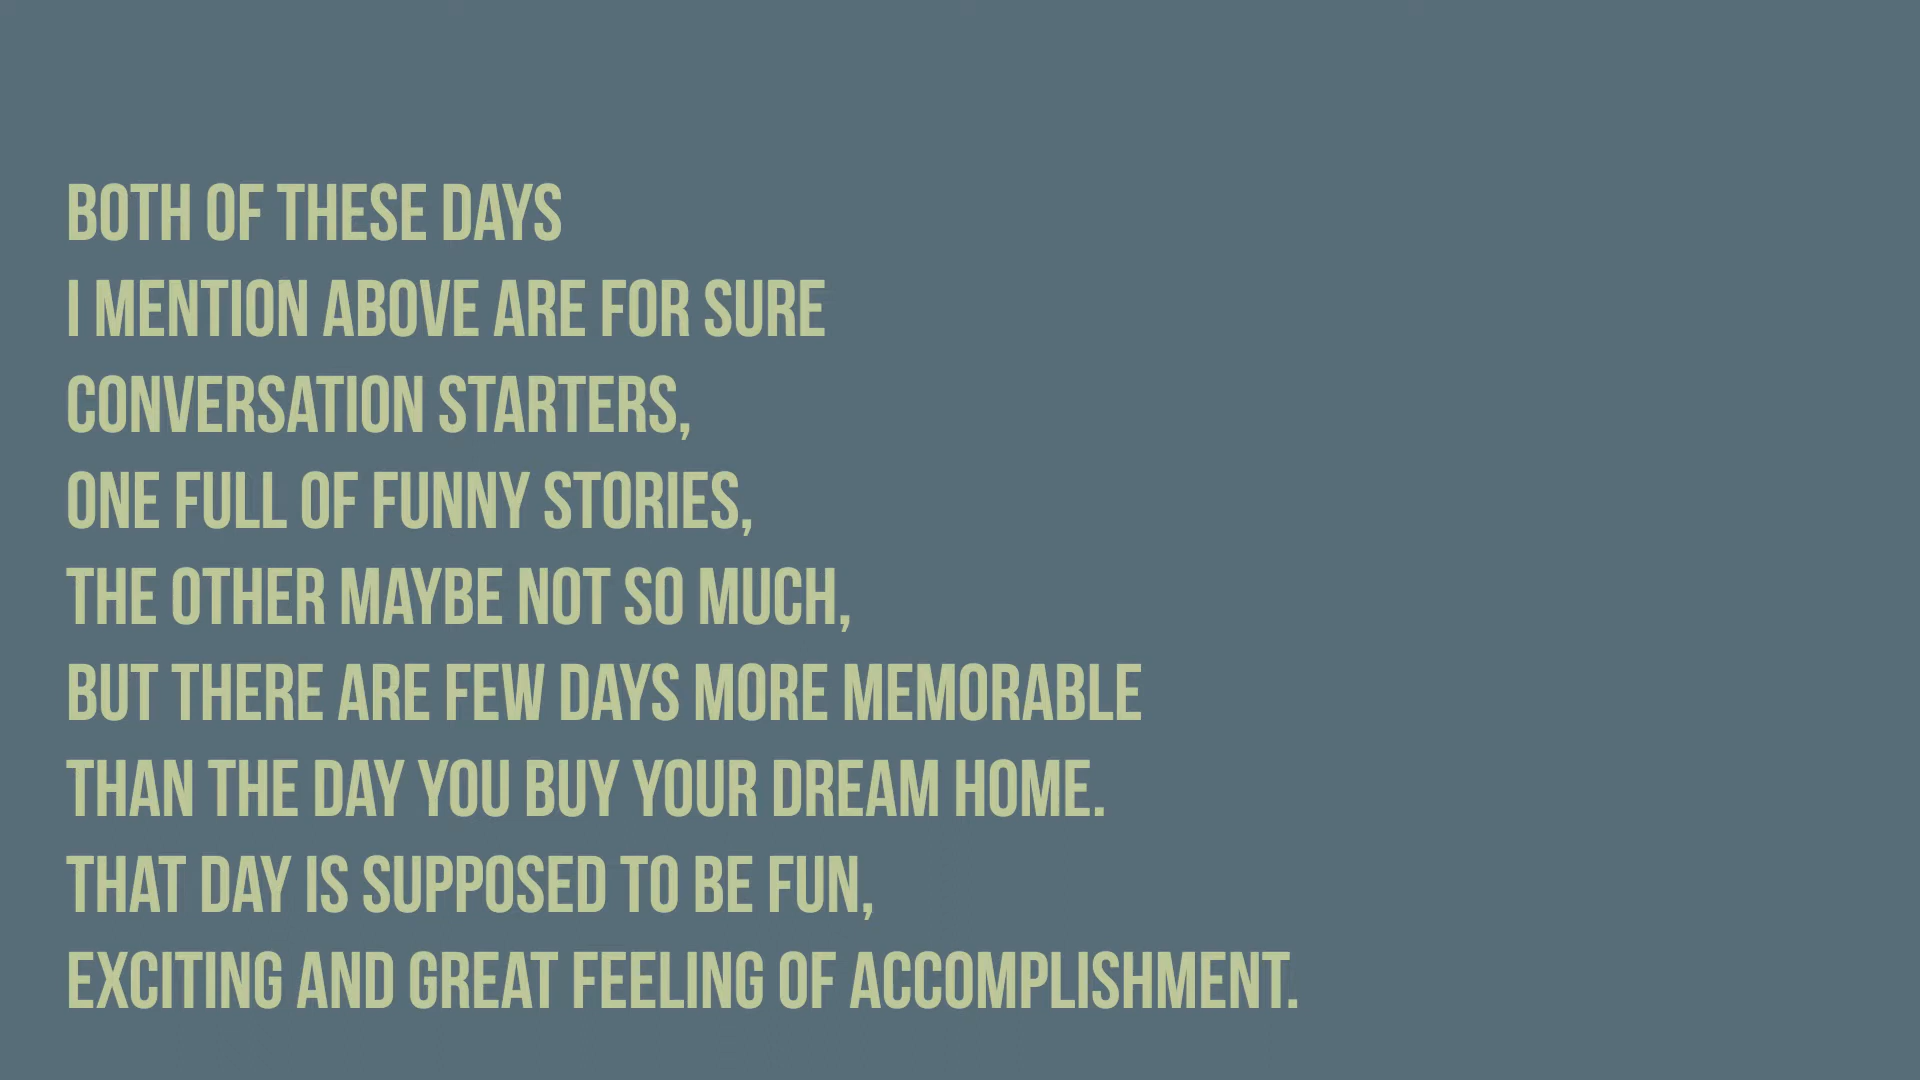 BOTH OF THESE DAYS
I MENTION ABOVE ARE FOR SURE
CONVERSATION STARTERS,
ONE FULL OF FUNNY STORIES,
THE OTHER MAYBE NOT SO MUCH,
BUT THERE ARE FEW DAYS MORE MEMORABLE
THAN THE DAY YOU BUY YOUR DREAM HOME.
THAT DAY IS SUPPOSED TO BE FUN,
EXCITING AND GREAT FEELING OF ACCOMPLISHMENT.